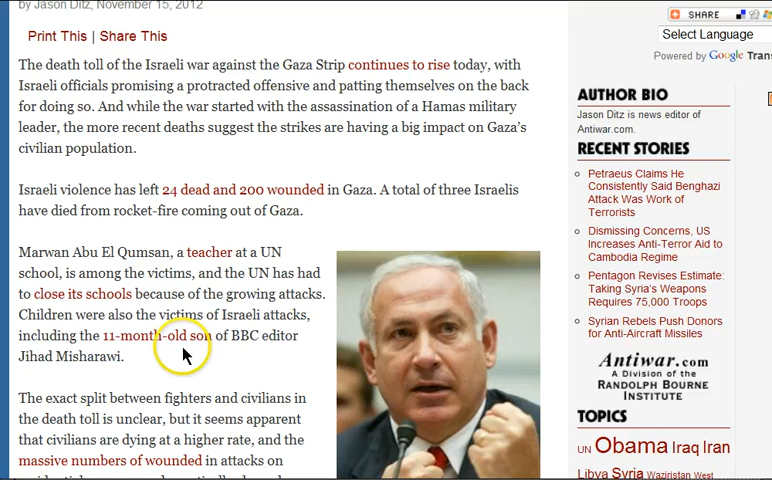 by Jason Ditz, November 15, 2012
Print This | Share This
The death toll of the Israeli war against the Gaza Strip continues to rise today, with
Israeli officials promising a protracted offensive and patting themselves on the back
for doing so. And while the war started with the assassination of a Hamas military
leader, the more recent deaths suggest the strikes are having a big impact on Gaza's
civilian population.
Israeli violence has left 24 dead and 200 wounded in Gaza. A total of three Israelis
have died from rocket-fire coming out of Gaza.
Marwan Abu El Qumsan, a teacher at a UN
school, is among the victims, and the UN has had
to close its schools because of the growing attacks.
Children were also the victims of Israeli attacks,
including the 11-month-old son of BBC editor
Jihad Misharawi.
The exact split between fighters and civilians in
the death toll is unclear, but it seems apparent
that civilians are dying at a higher rate, and the
massive numbers of wounded in attacks on
SHARE
Select Language
Powered by Google Trans
AUTHOR BIO
Jason Ditz is news editor of
Antiwar.com.
RECENT STORIES
Petraeus Claims He
Consistently Said Benghazi
Attack Was Work of
Terrorists
Dismissing Concerns, US
Increases Anti-Terror Aid to
Cambodia Regime
Pentagon Revises Estimate:
Taking Syria's Weapons
Requires 75,000 Troops
Syrian Rebels Push Donors
for Anti-Aircraft Missiles
Antiwar.com
A Division of the
RANDOLPH BOURNE
INSTITUTE
TOPICS
UN Obama Iraq Iran
Libya Syria Waziristan West